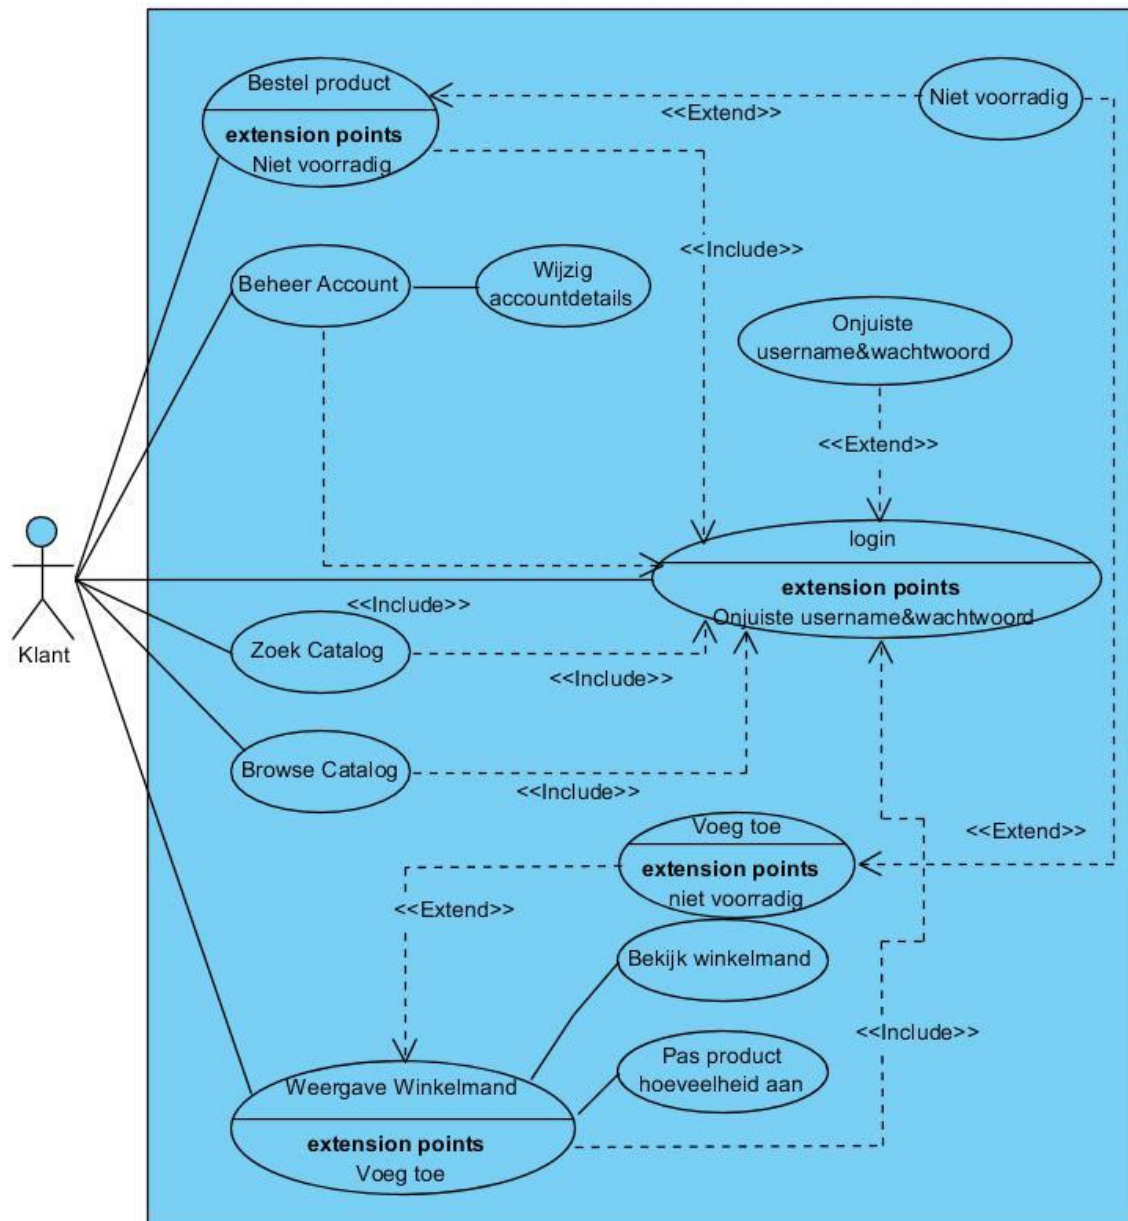 Bestel product
extension points
Niet voorradig
Niet voorradig
<<Extend>>
<<Include>>
Beheer Account
Wijzig
accountdetails
Onjuiste
username&wachtwoord
<<Extend>>
login
extension points
Onjuiste username&wachtwoord
<<Include>>
Klant
Zoek Catalog
<<Include>>
Browse Catalog
<<Include>>
Voeg toe
extension points
niet voorradig
<<Extend>>
<<Extend>>
Bekijk winkelmand
<<Include>>
Pas product
hoeveelheid aan
Weergave Winkelmand
extension points
Voeg toe